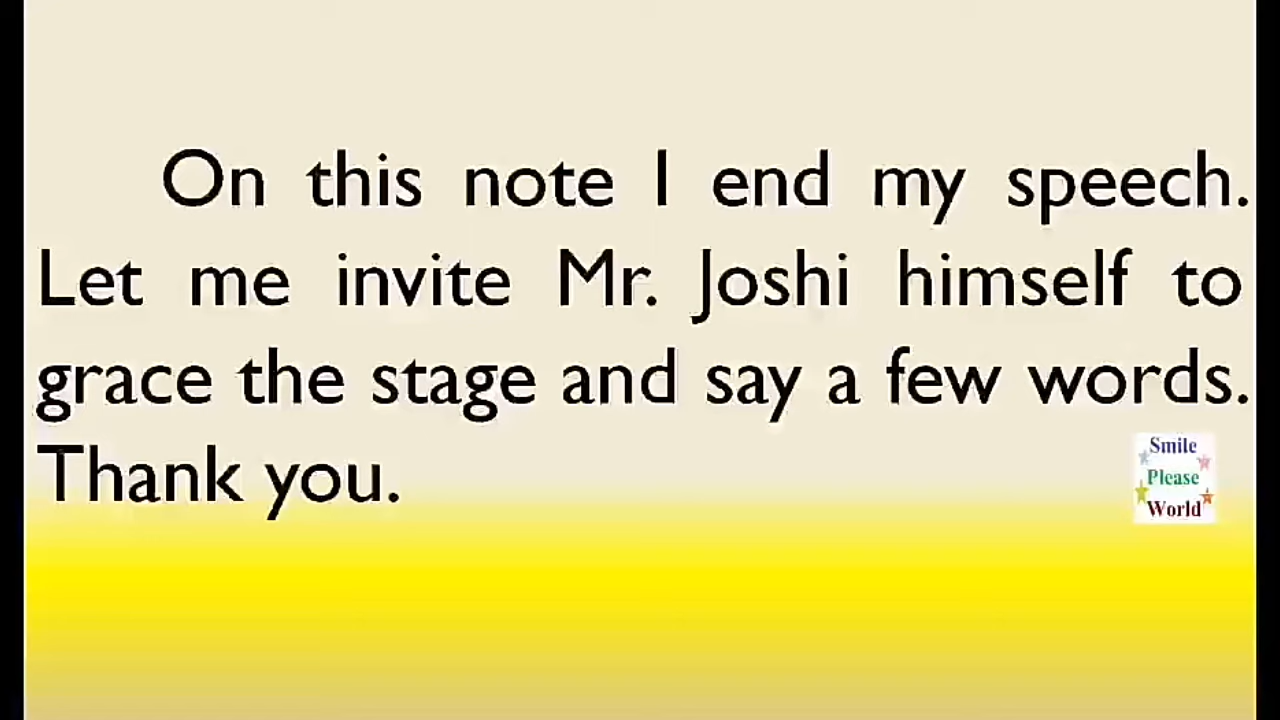 On this note I end my speech.
Let me invite Mr. Joshi himself to
grace the stage and say a few words.
Thank you.
Smile
Please
World